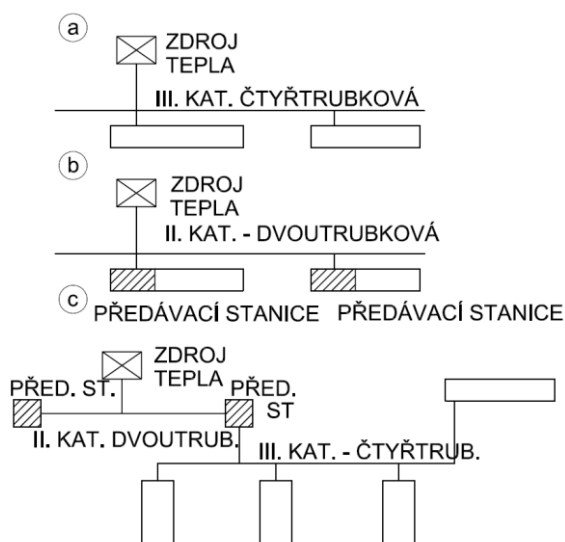 a
ZDROJ
TEPLA
III. KAT. ČTYŘTRUBKOVÁ
b
ZDROJ
TEPLA
II. KAT. - DVOUTRUBKOVÁ
c
PŘEDÁVACÍ STANICE PŘEDÁVACÍ STANICE
ZDROJ
TEPLA
PŘED. ST.
PŘED.
ST
II. KAT. DVOUTRUB.
III. KAT. - ČTYŘTRUB.